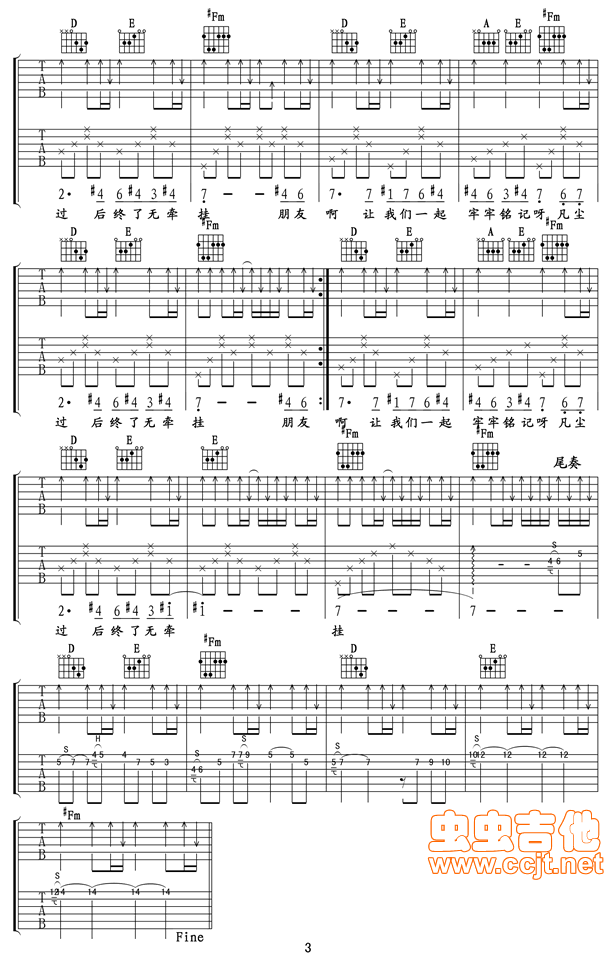 D E #Fm D E A E #Fm
2· #4 6 4 3 #4 7 – – #4 6 7· #1 7 6 4 4 6 3 4 7 6 7
过 后终了无牵 挂 朋友 啊 让我们一起 牢牢铭记呀凡尘
D E #Fm D E A E #Fm
2· #4 6 4 3 #4 7 – – #4 6 7· 7 #1 7 6 #4 #4 6 3 #4 7 6 7
过 后终了无牵 挂 朋友 啊 让我们一起 牢牢铭记呀凡尘
D E E #Fm #Fm 尾奏
S
4 6 5
2· #4 6 #4 3 #1 #1 – – – 7 – – – 7 – – –
过 后终了无牵 挂
D E #Fm D E
S H S S S S
5 7 7 4 5 4 7 5 3 4 6 5 7 7 9 5 5 5 7 7 7 9 10 10 12 12 12 12
#Fm
S
12 14 14 14 14
Fine
虫虫吉他
www.ccjt.net
3